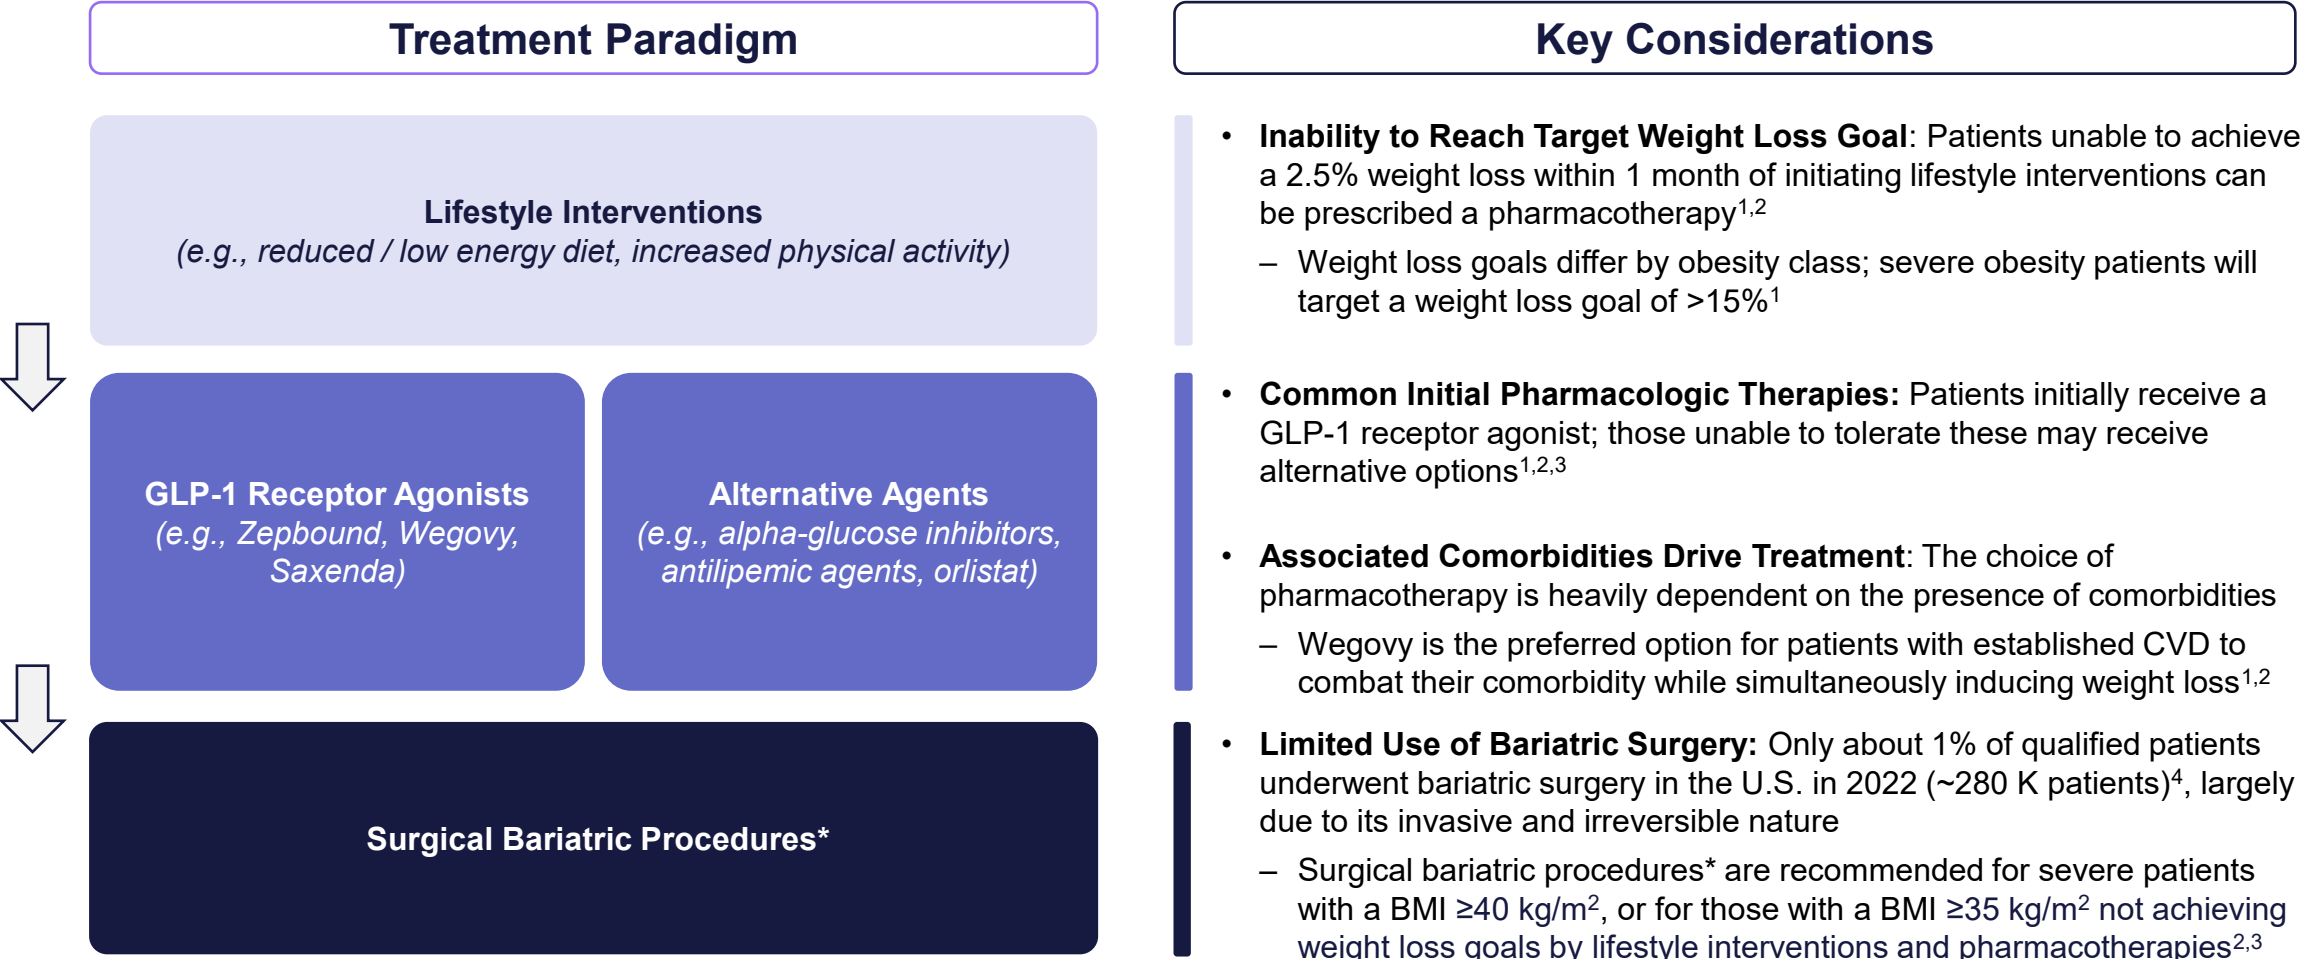 Treatment Paradigm
Lifestyle Interventions
(e.g., reduced / low energy diet, increased physical activity)
GLP-1 Receptor Agonists
(e.g., Zepbound, Wegovy,
Saxenda)
Alternative Agents
(e.g., alpha-glucose inhibitors,
antilipemic agents, orlistat)
Surgical Bariatric Procedures*
Key Considerations
• Inability to Reach Target Weight Loss Goal: Patients unable to achieve
a 2.5% weight loss within 1 month of initiating lifestyle interventions can
be prescribed a pharmacotherapy1,2
– Weight loss goals differ by obesity class; severe obesity patients will
target a weight loss goal of >15%1
• Common Initial Pharmacologic Therapies: Patients initially receive a
GLP-1 receptor agonist; those unable to tolerate these may receive
alternative options1,2,3
• Associated Comorbidities Drive Treatment: The choice of
pharmacotherapy is heavily dependent on the presence of comorbidities
– Wegovy is the preferred option for patients with established CVD to
combat their comorbidity while simultaneously inducing weight loss1,2
• Limited Use of Bariatric Surgery: Only about 1% of qualified patients
underwent bariatric surgery in the U.S. in 2022 (~280 K patients)4, largely
due to its invasive and irreversible nature
– Surgical bariatric procedures* are recommended for severe patients
with a BMI ≥40 kg/m2, or for those with a BMI ≥35 kg/m2 not achieving
weight loss goals by lifestyle interventions and pharmacotherapies2,3